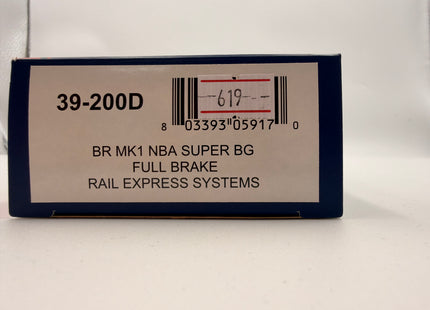 39-200D
-619-
8 03393 05917 0
BR MK1 NBA SUPER BG
FULL BRAKE
RAIL EXPRESS SYSTEMS